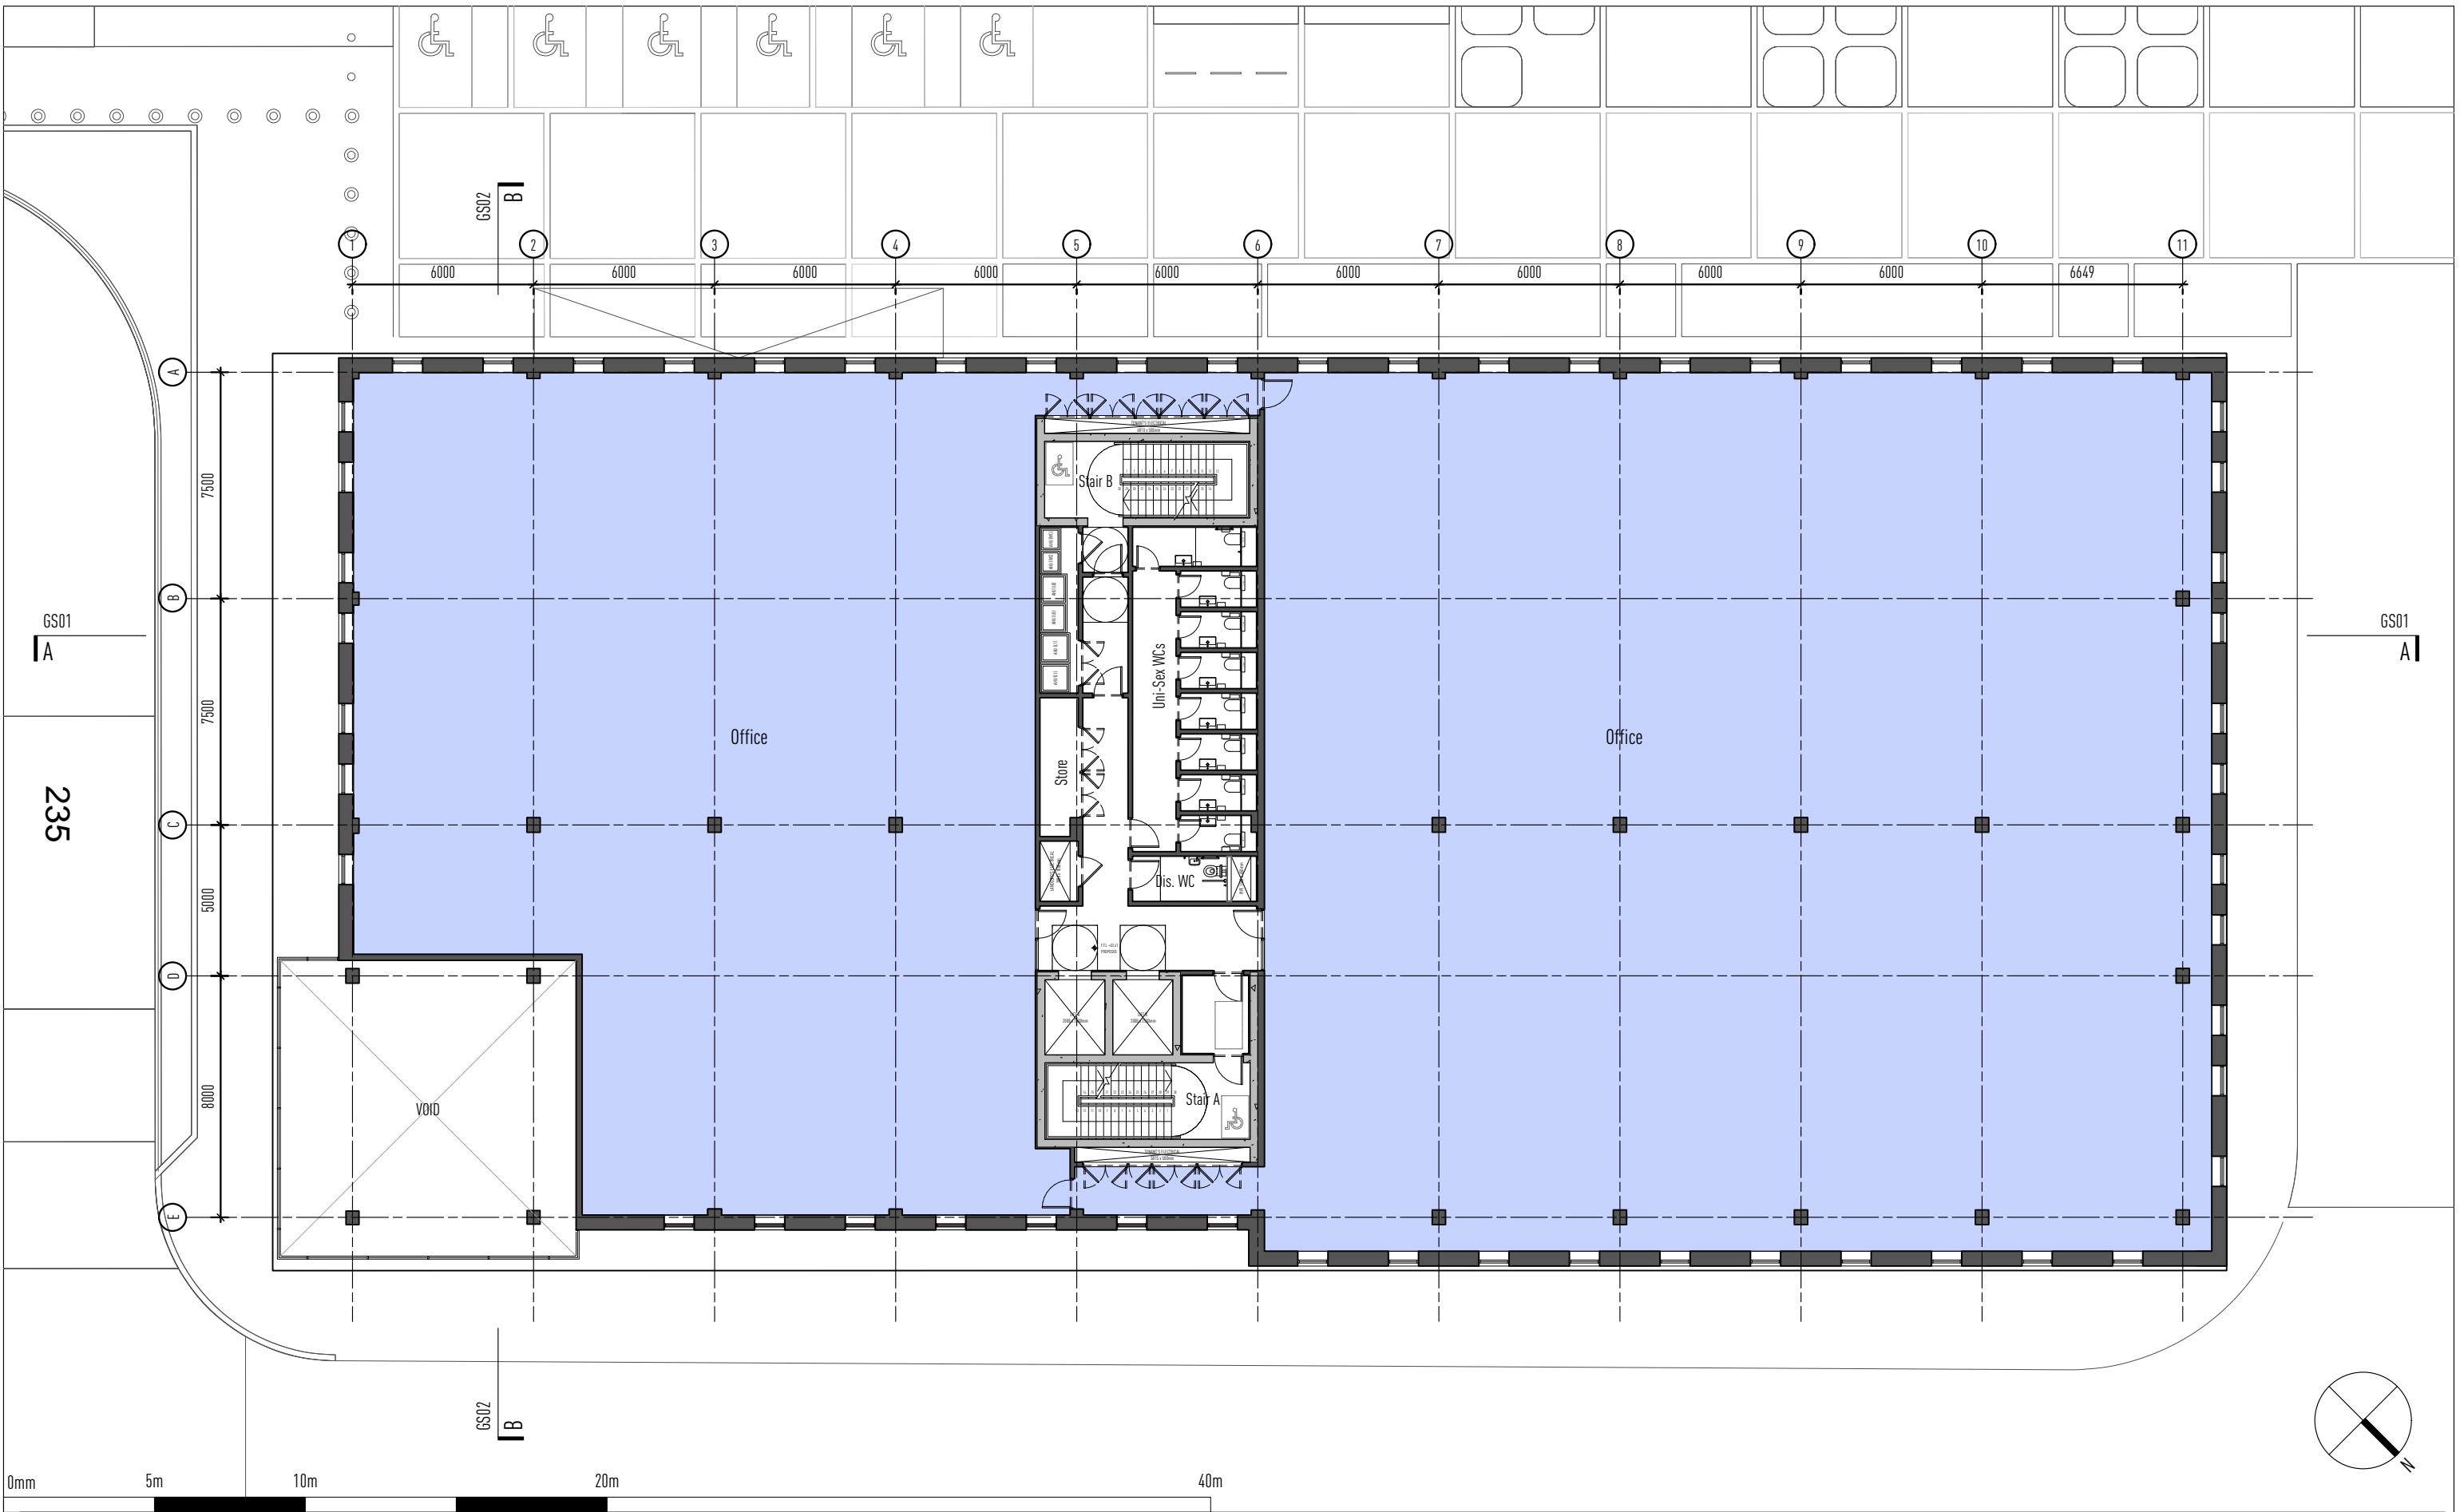 GS02
B
1
2
3
4
5
6
7
8
9
10
11
6000
6000
6000
6000
6000
6000
6000
6000
6000
6649
A
7500
B
7500
C
5000
D
8000
E
GS01
A
GS01
A
235
Stair B
Uni-Sex WCs
Office
Office
Store
Dis. WC
Stair A
VOID
GS02
B
N
0mm
5m
10m
20m
40m